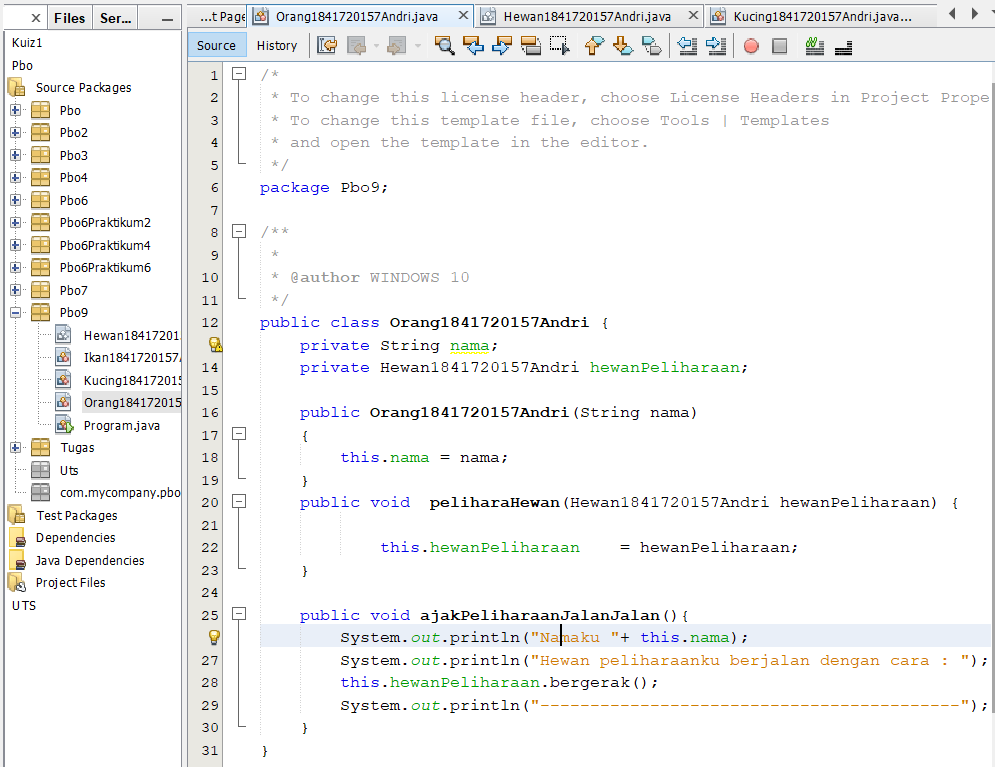 Files
Ser...
...t Page
Orang1841720157Andri.java
Hewan1841720157Andri.java
Kucing1841720157Andri.java...
Source
History
Kuiz1
Pbo
Source Packages
Pbo
Pbo2
Pbo3
Pbo4
Pbo6
Pbo6Praktikum2
Pbo6Praktikum4
Pbo6Praktikum6
Pbo7
Pbo9
Hewan18417201
Ikan1841720157
Kucing18417201
Orang184172015
Program.java
Tugas
Uts
com.mycompany.pbo
Test Packages
Dependencies
Java Dependencies
Project Files
UTS
1 /*
2 * To change this license header, choose License Headers in Project Prope
3 * To change this template file, choose Tools | Templates
4 * and open the template in the editor.
5 */
6 package Pbo9;
7
8 /**
9 *
10 * @author WINDOWS 10
11 */
12 public class Orang1841720157Andri {
private String nama;
14 private Hewan1841720157Andri hewanPeliharaan;
15
16 public Orang1841720157Andri(String nama)
17 {
18 this.nama = nama;
19 }
20 public void peliharaHewan(Hewan1841720157Andri hewanPeliharaan) {
21
22 this.hewanPeliharaan = hewanPeliharaan;
23 }
24
25 public void ajakPeliharaanJalanJalan(){
System.out.println("Namaku "+ this.nama);
27 System.out.println("Hewan peliharaanku berjalan dengan cara : ");
28 this.hewanPeliharaan.bergerak();
29 System.out.println("------------------------------------------");
30 }
31 }